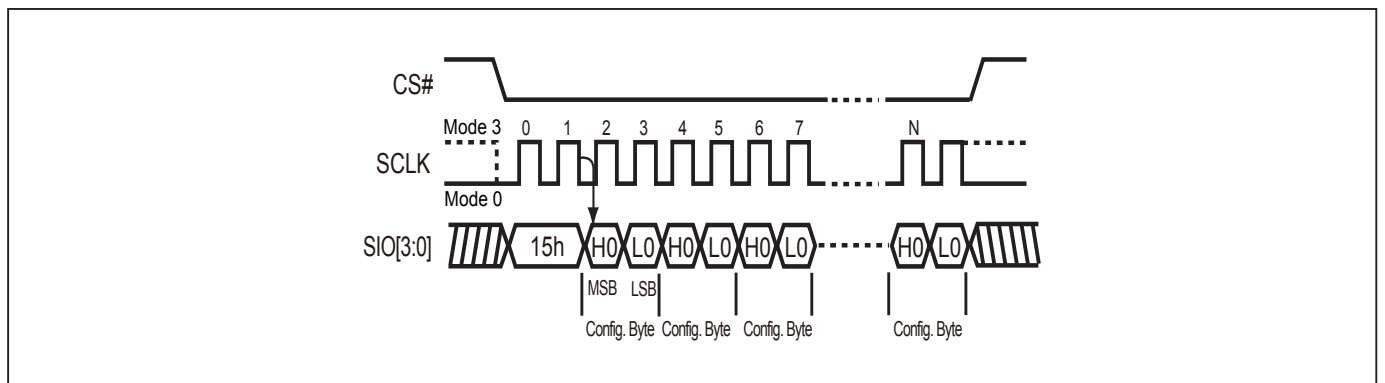 CS#
Mode 3 0 1 2 3 4 5 6 7 N
SCLK
Mode 0
SIO[3:0] 15h H0 L0 H0 L0 H0 L0 H0 L0
MSB LSB
Config. Byte Config. Byte Config. Byte Config. Byte